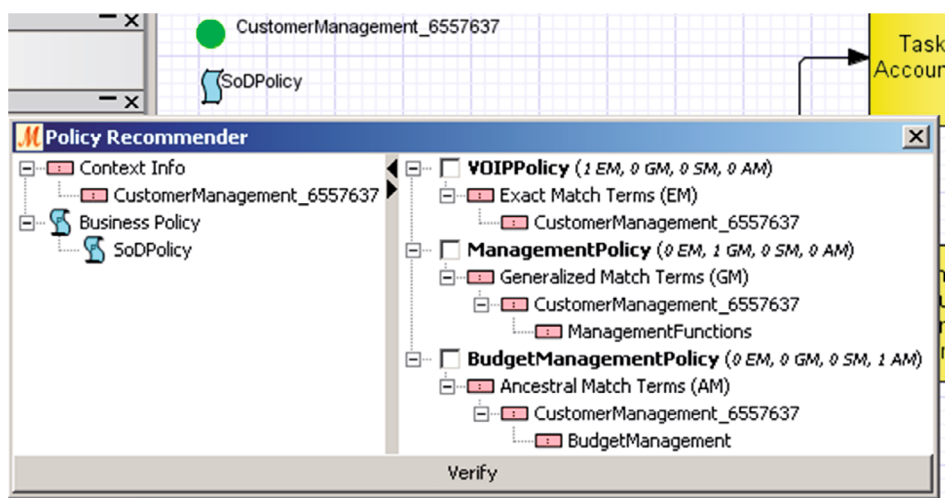 CustomerManagement_6557637
SoDPolicy
Task
Accoun
Policy Recommender
Context Info
CustomerManagement_6557637
Business Policy
SoDPolicy
VOIPPolicy (1 EM, 0 GM, 0 SM, 0 AM)
Exact Match Terms (EM)
CustomerManagement_6557637
ManagementPolicy (0 EM, 1 GM, 0 SM, 0 AM)
Generalized Match Terms (GM)
CustomerManagement_6557637
ManagementFunctions
BudgetManagementPolicy (0 EM, 0 GM, 0 SM, 1 AM)
Ancestral Match Terms (AM)
CustomerManagement_6557637
BudgetManagement
Verify